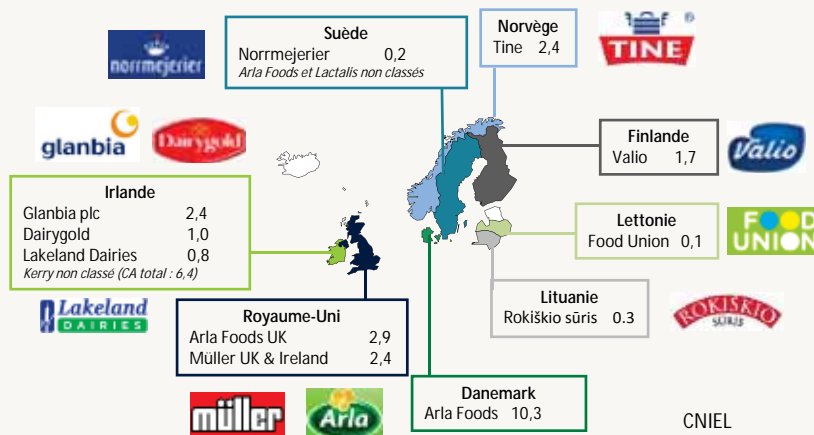 Suède
Norrmejerier 0,2
Arla Foods et Lactalis non classés
norrmejerier
Norvège
Tine 2,4
TINE
glanbia
Dairygold
Finlande
Valio 1,7
Valio
Irlande
Glanbia plc 2,4
Dairygold 1,0
Lakeland Dairies 0,8
Kerry non classé (CA total : 6,4)
Lettonie
Food Union 0,1
FOOD
UNION
Lakeland
DAIRIES
Royaume-Uni
Arla Foods UK 2,9
Müller UK & Ireland 2,4
Lituanie
Rokiškio sūris 0.3
ROKISKIO
SŪRIS
müller
Arla
Danemark
Arla Foods 10,3
CNIEL